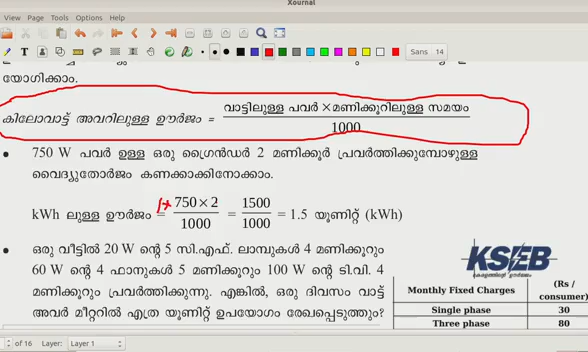 Xournal
View Page Tools Options Help
T
Sans 14
യോഗിക്കാം.
കിലോവാട്ട് അവറിലുള്ള ഊർജം = വാട്ടിലുള്ള പവർ × മണിക്കൂറിലുള്ള സമയം / 1000
• 750 W പവർ ഉള്ള ഒരു ഗ്രൈൻഡർ 2 മണിക്കൂർ പ്രവർത്തിക്കുമ്പോഴുള്ള
വൈദ്യുതോർജം കണക്കാക്കിനോക്കാം.
kWh ലുള്ള ഊർജം = 750 × 2 / 1000 = 1500 / 1000 = 1.5 യൂണിറ്റ് (kWh)
• ഒരു വീട്ടിൽ 20 W ന്റെ 5 സി.എഫ്. ലാമ്പുകൾ 4 മണിക്കൂറും
60 W ന്റെ 4 ഫാനുകൾ 5 മണിക്കൂറും 100 W ന്റെ ടി.വി. 4
മണിക്കൂറും പ്രവർത്തിക്കുന്നു. എങ്കിൽ, ഒരു ദിവസം വാട്ട്
അവർ മീറ്ററിൽ എത്ര യൂണിറ്റ് ഉപയോഗം രേഖപ്പെടുത്തും?
KSEB
Monthly Fixed Charges (Rs / consumer)
Single phase 30
Three phase 80
of 16 Layer: Layer 1